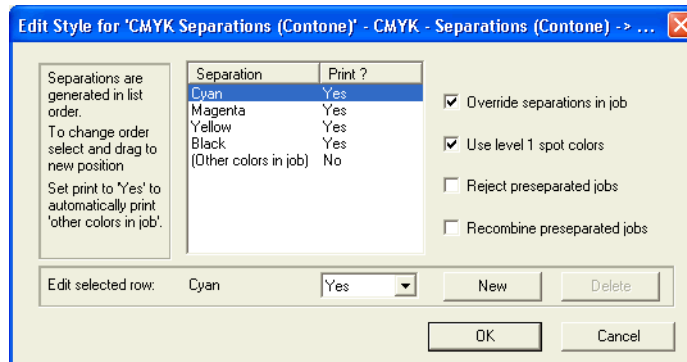 Edit Style for 'CMYK Separations (Contone)' - CMYK - Separations (Contone) -> ...
Separations are
generated in list
order.
To change order
select and drag to
new position
Set print to 'Yes' to
automatically print
'other colors in job'.
Separation Print ?
Cyan Yes
Magenta Yes
Yellow Yes
Black Yes
(Other colors in job) No
Override separations in job
Use level 1 spot colors
Reject preseparated jobs
Recombine preseparated jobs
Edit selected row: Cyan Yes New Delete
OK Cancel